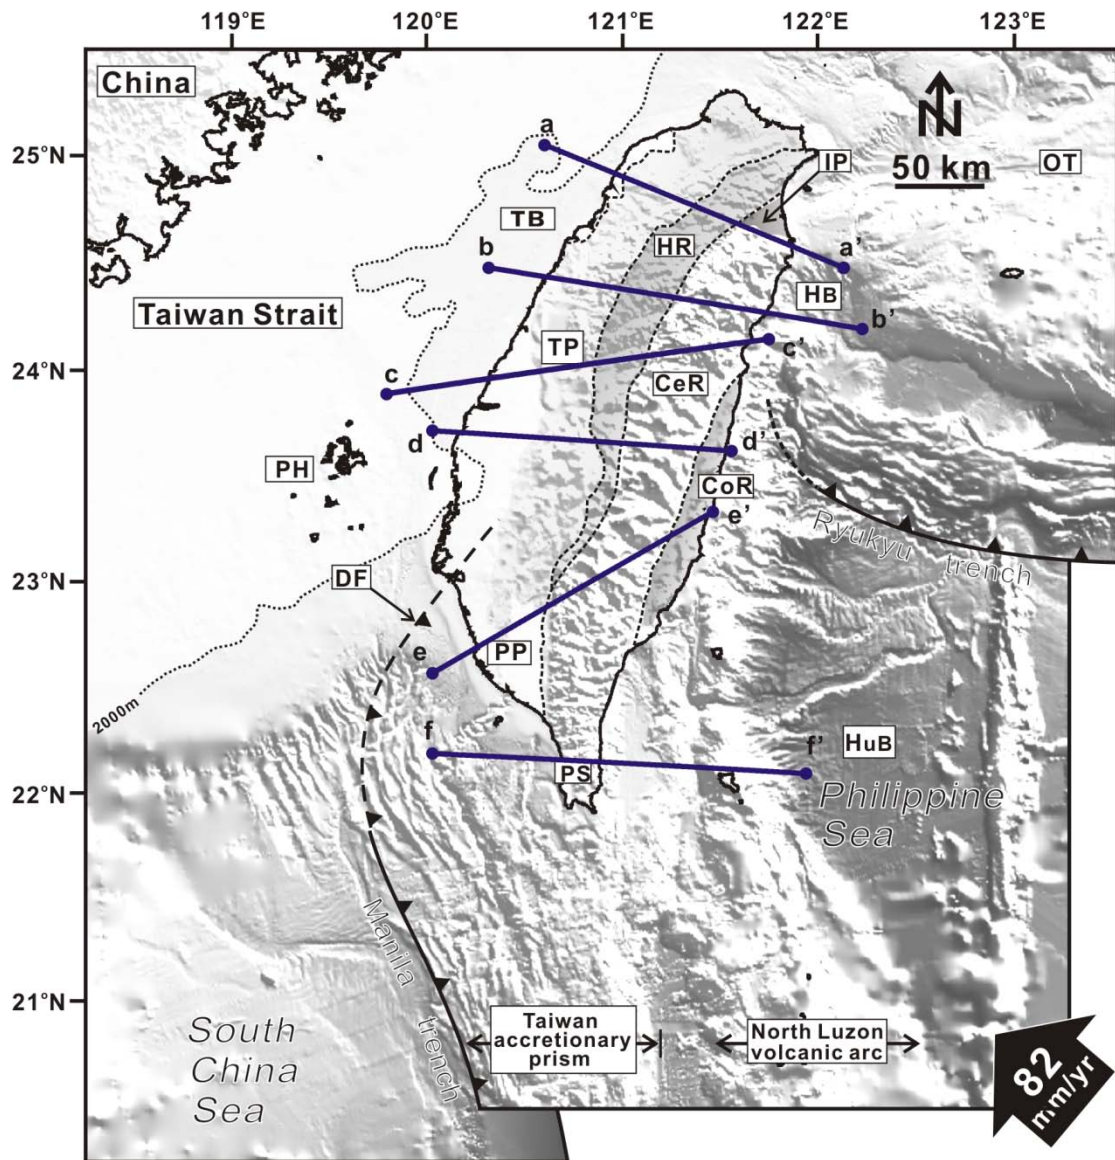 119°E
120°E
121°E
122°E
123°E
China
a
N
50 km
IP
OT
25°N
TB
b
HR
a'
HB
b'
Taiwan Strait
TP
c'
24°N
c
CeR
d
d'
PH
CoR
e'
Ryukyu trench
23°N
DF
e
PP
2000m
f
f'
HuB
PS
22°N
Philippine
Sea
Manila trench
21°N
South
China
Sea
Taiwan
accretionary
prism
North Luzon
volcanic arc
82
mm/yr